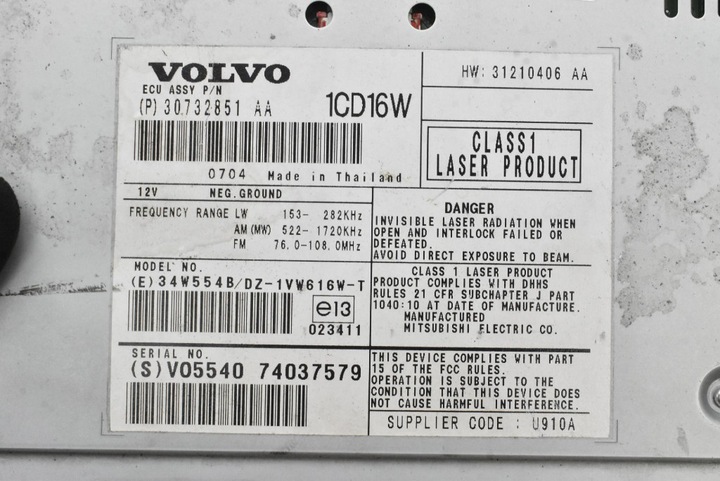 VOLVO
ECU ASSY P/N
(P) 30732851 AA
1CD16W
0704 Made in Thailand
HW: 31210406 AA
CLASS1
LASER PRODUCT
12V NEG.GROUND
FREQUENCY RANGE LW 153- 282KHz
AM (MW) 522-1720KHz
FM 76.0-108.0MHz
DANGER
INVISIBLE LASER RADIATION WHEN
OPEN AND INTERLOCK FAILED OR
DEFEATED.
AVOID DIRECT EXPOSURE TO BEAM.
MODEL NO.
(E)34W554B/DZ-1VW616W-T
e13
023411
CLASS 1 LASER PRODUCT
PRODUCT COMPLIES WITH DHHS
RULES 21 CFR SUBCHAPTER J PART
1040:10 AT DATE OF MANUFACTURE.
MANUFACTURED
MITSUBISHI ELECTRIC CO.
SERIAL NO.
(S)V05540 74037579
THIS DEVICE COMPLIES WITH PART
15 OF THE FCC RULES.
OPERATION IS SUBJECT TO THE
CONDITION THAT THIS DEVICE DOES
NOT CAUSE HARMFUL INTERFERENCE.
SUPPLIER CODE : U910A